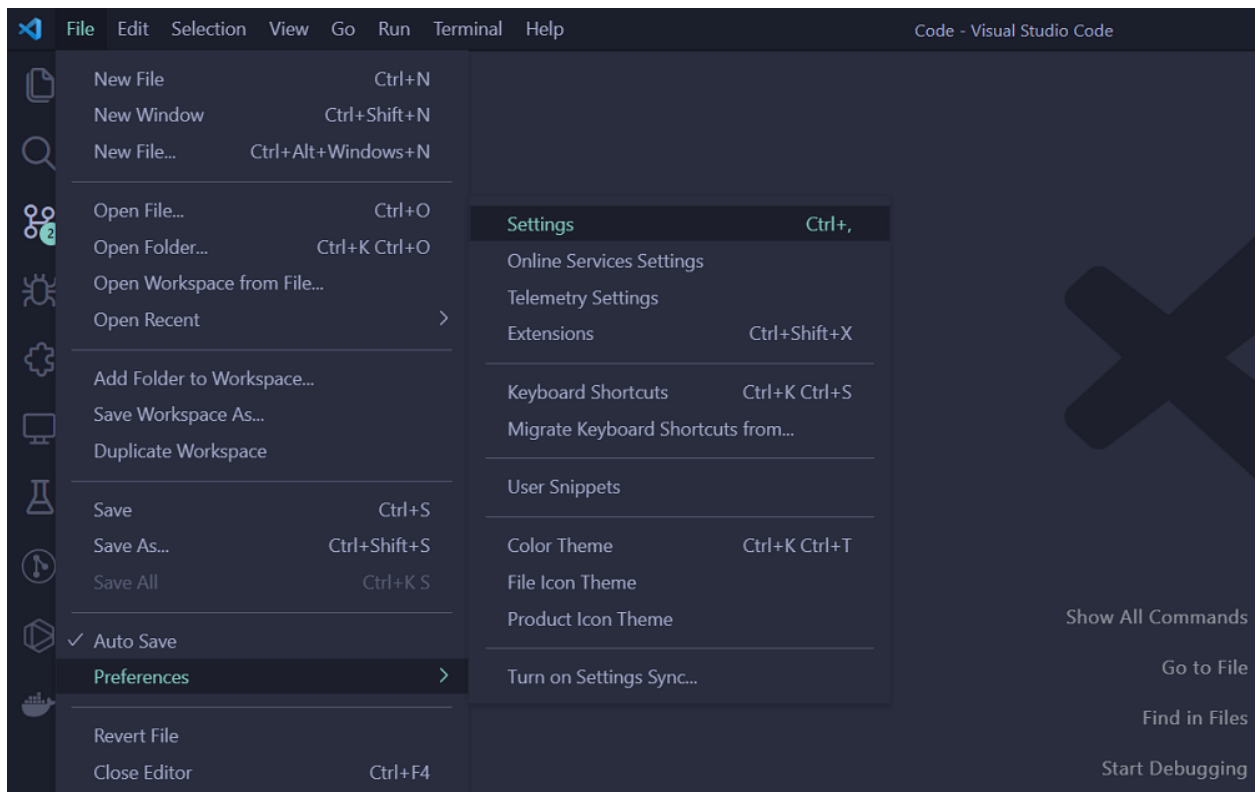 File Edit Selection View Go Run Terminal Help Code - Visual Studio Code
New File Ctrl+N
New Window Ctrl+Shift+N
New File... Ctrl+Alt+Windows+N
Open File... Ctrl+O
Open Folder... Ctrl+K Ctrl+O
Open Workspace from File...
Open Recent
Add Folder to Workspace...
Save Workspace As...
Duplicate Workspace
Save Ctrl+S
Save As... Ctrl+Shift+S
Save All Ctrl+K S
Auto Save
Preferences
Revert File
Close Editor Ctrl+F4
2
Settings Ctrl+,
Online Services Settings
Telemetry Settings
Extensions Ctrl+Shift+X
Keyboard Shortcuts Ctrl+K Ctrl+S
Migrate Keyboard Shortcuts from...
User Snippets
Color Theme Ctrl+K Ctrl+T
File Icon Theme
Product Icon Theme
Turn on Settings Sync...
Show All Commands
Go to File
Find in Files
Start Debugging